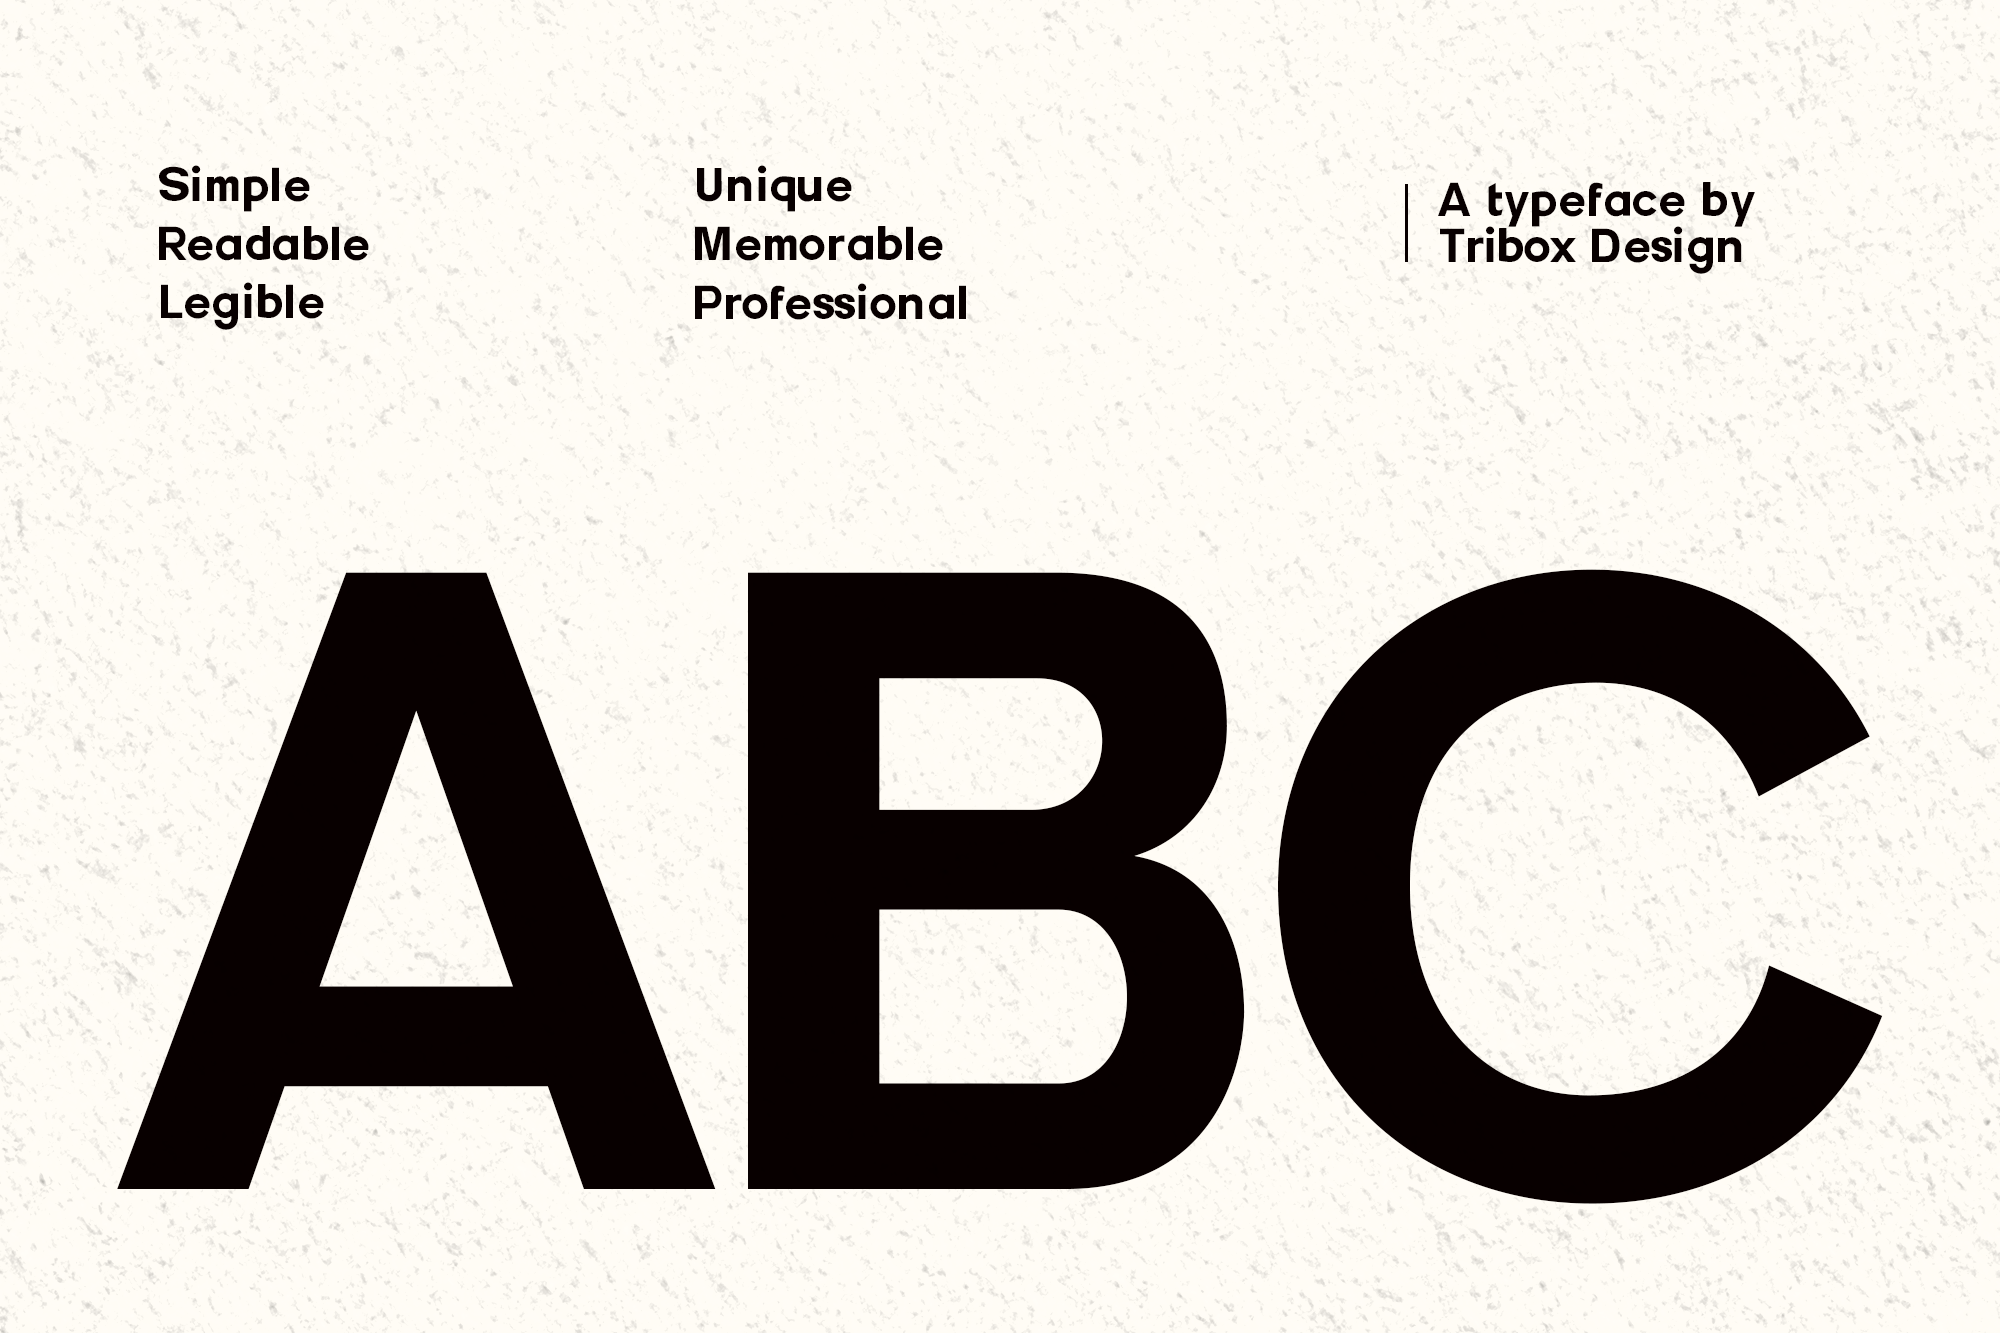 Simple
Readable
Legible
Unique
Memorable
Professional
A typeface by
Tribox Design
ABC